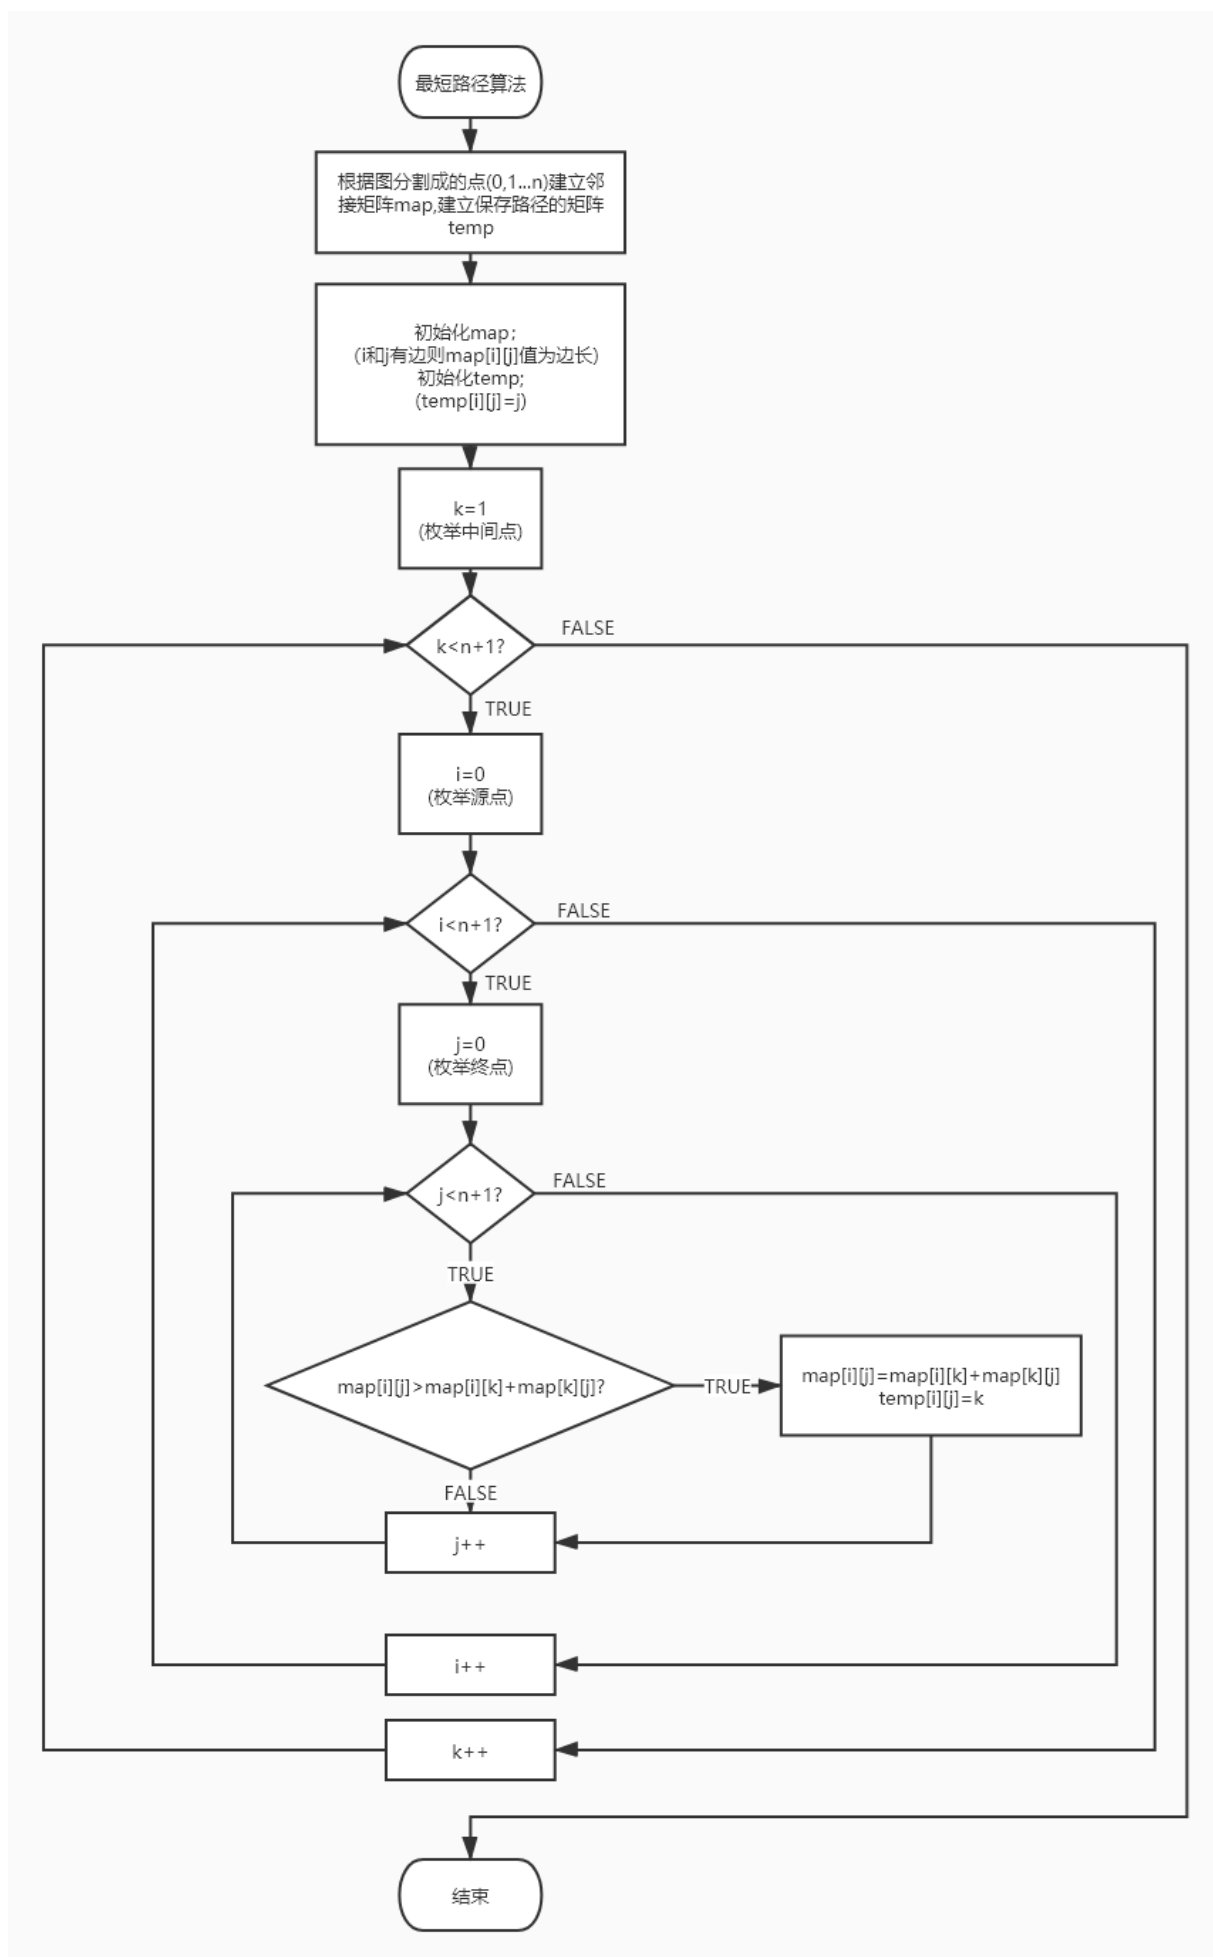 最短路径算法
根据图分割成的点(0,1...n)建立邻
接矩阵map,建立保存路径的矩阵
temp
初始化map；
（i和j有边则map[i][j]值为边长）
初始化temp;
(temp[i][j]=j)
k=1
(枚举中间点)
k<n+1?
FALSE
TRUE
i=0
(枚举源点)
i<n+1?
FALSE
TRUE
j=0
(枚举终点)
j<n+1?
FALSE
TRUE
map[i][j]>map[i][k]+map[k][j]?
TRUE
map[i][j]=map[i][k]+map[k][j]
temp[i][j]=k
FALSE
j++
i++
k++
结束